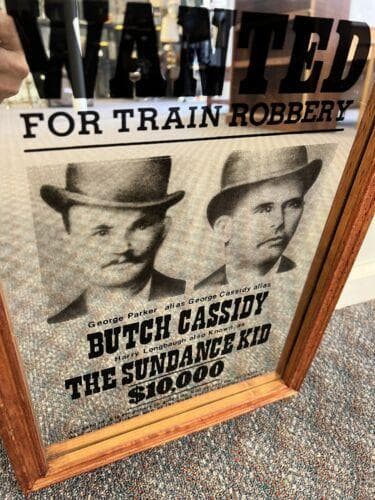 WANTED
FOR TRAIN ROBBERY
George Parker alias George Cassidy alias
BUTCH CASSIDY
Harry Longbaugh also Known as
THE SUNDANCE KID
$10,000